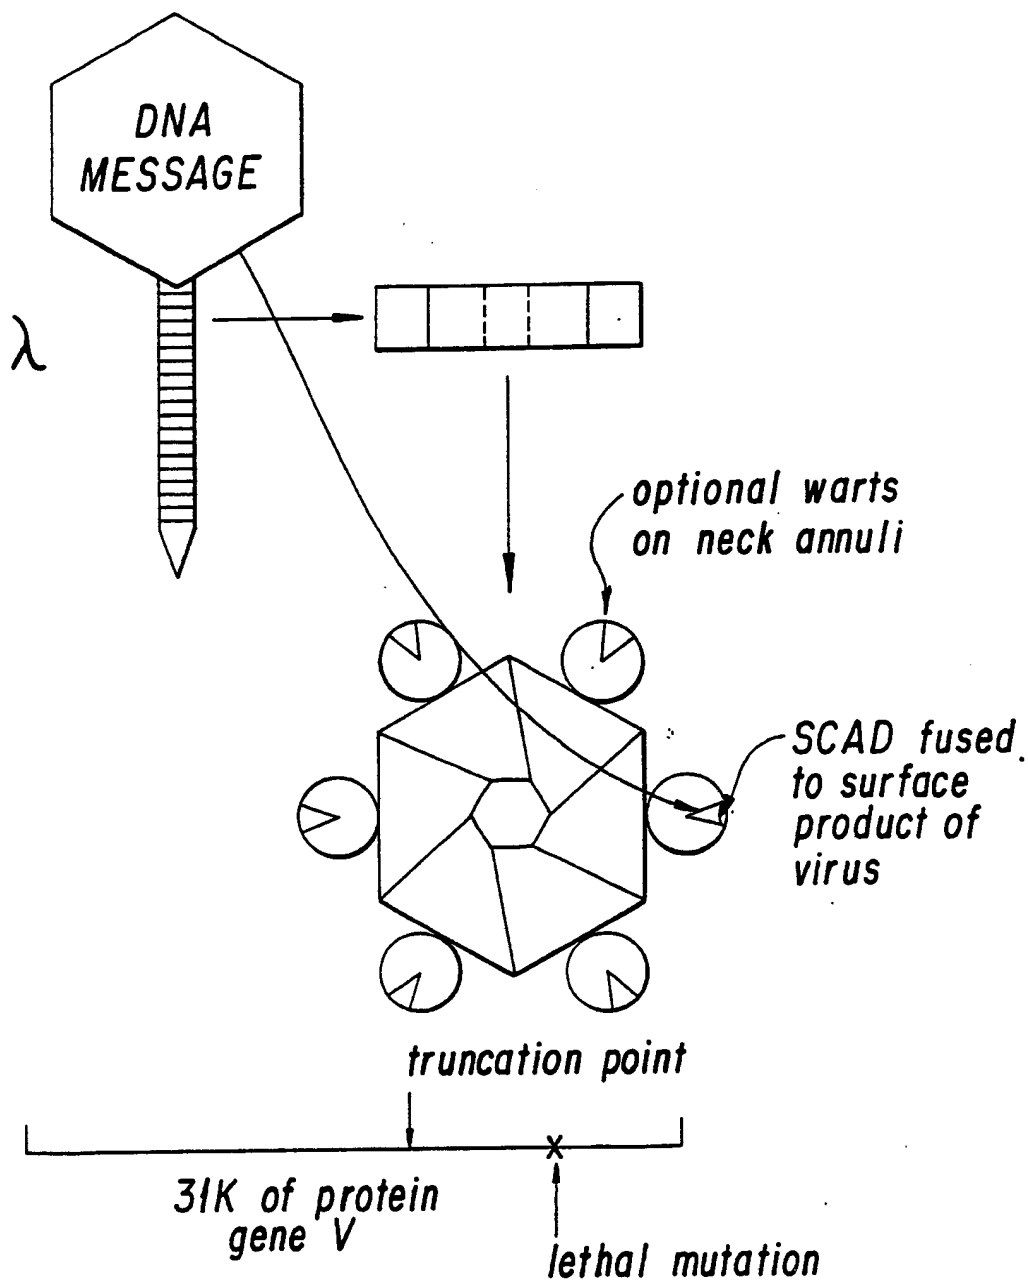 DNA
MESSAGE
λ
optional warts
on neck annuli
SCAD fused
to surface
product of
virus
truncation point
x
31K of protein
gene V
lethal mutation